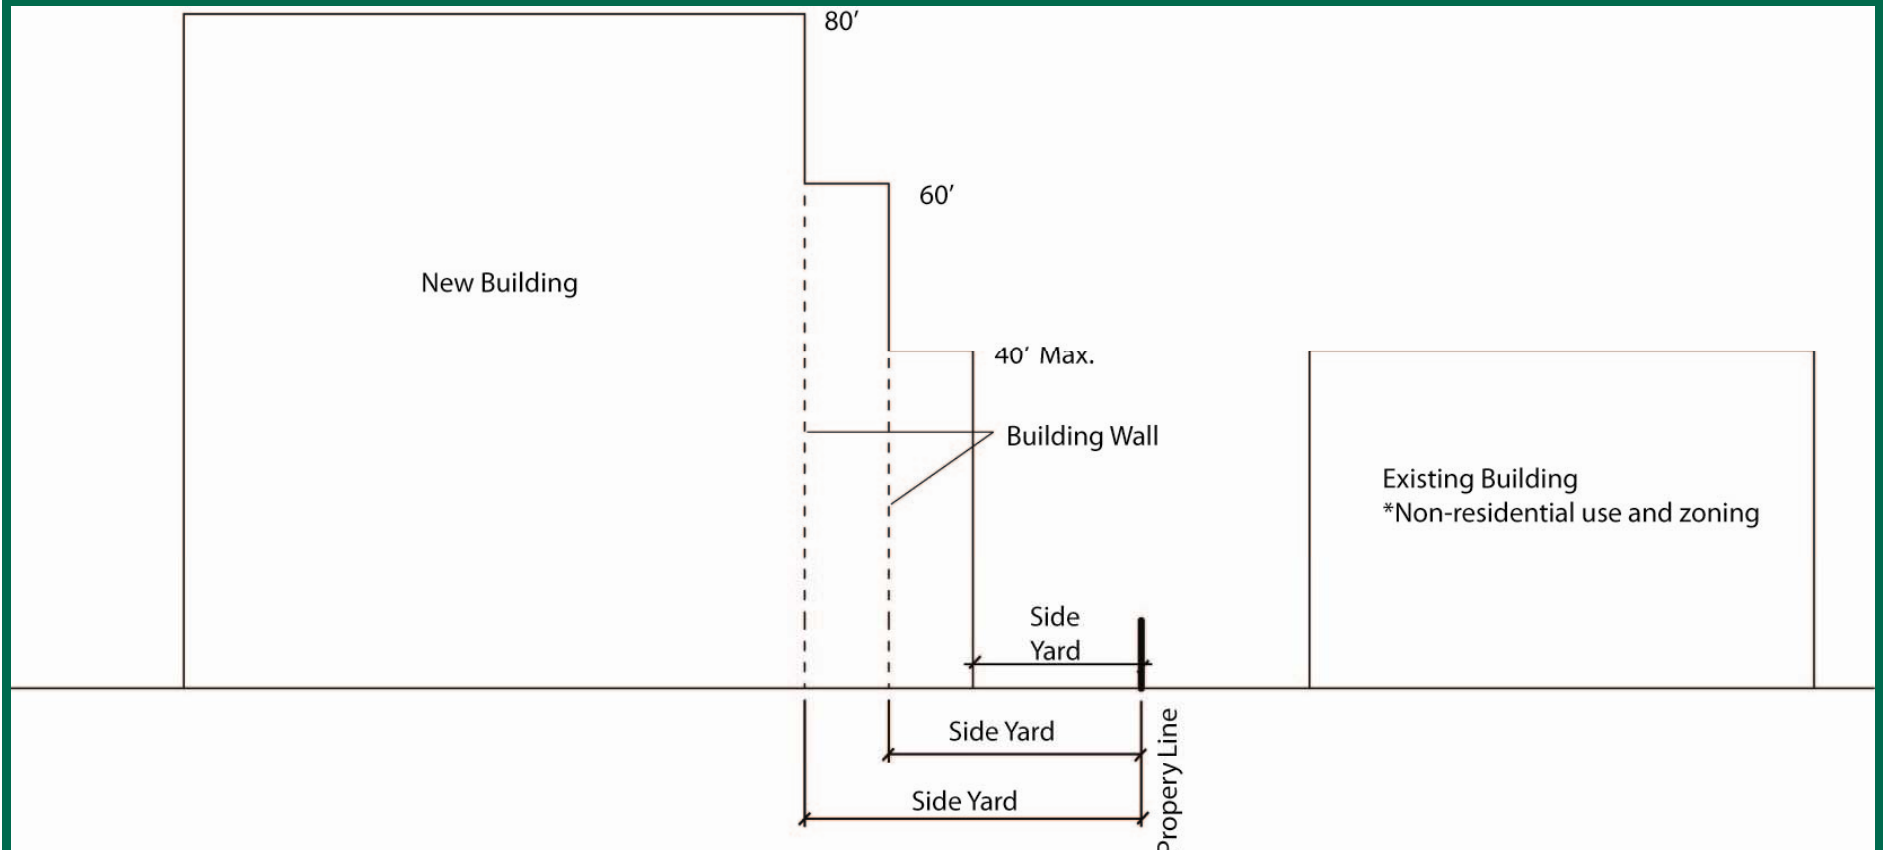 80′
60′
New Building
40′ Max.
Building Wall
Existing Building
*Non-residential use and zoning
Side
Yard
Side Yard
Side Yard
Propery Line